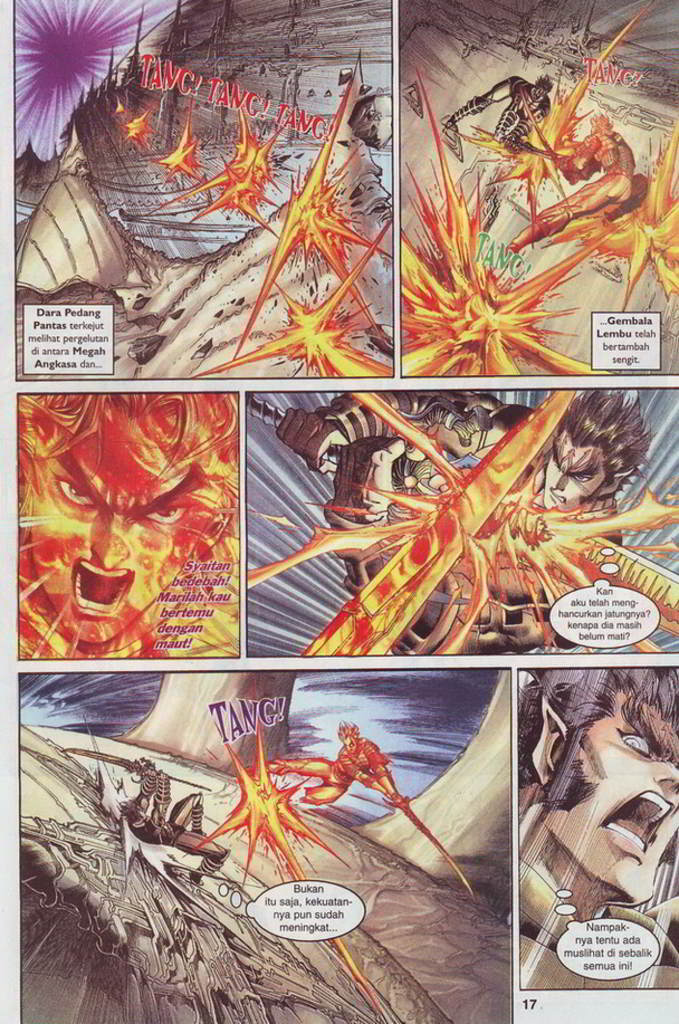 TANG! TANG! TANG!
Dara Pedang
Pantas terkejut
melihat pergelutan
di antara Megah
Angkasa dan...
TANG!
TANG!
...Gembala
Lembu telah
bertambah
sengit.
Syaitan
bedebah!
Marilah kau
bertemu
dengan
maut!
Kan
aku telah meng-
hancurkan jatungnya?
kenapa dia masih
belum mati?
TANG!
Bukan
itu saja, kekuatan-
nya pun sudah
meningkat...
Nampak-
nya tentu ada
muslihat di sebalik
semua ini!
17